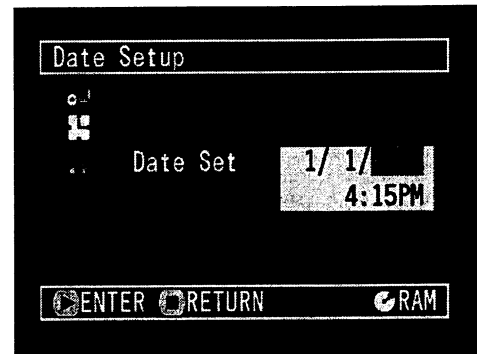 Date Setup
Date Set 1/ 1/
4:15PM
ENTER RETURN RAM